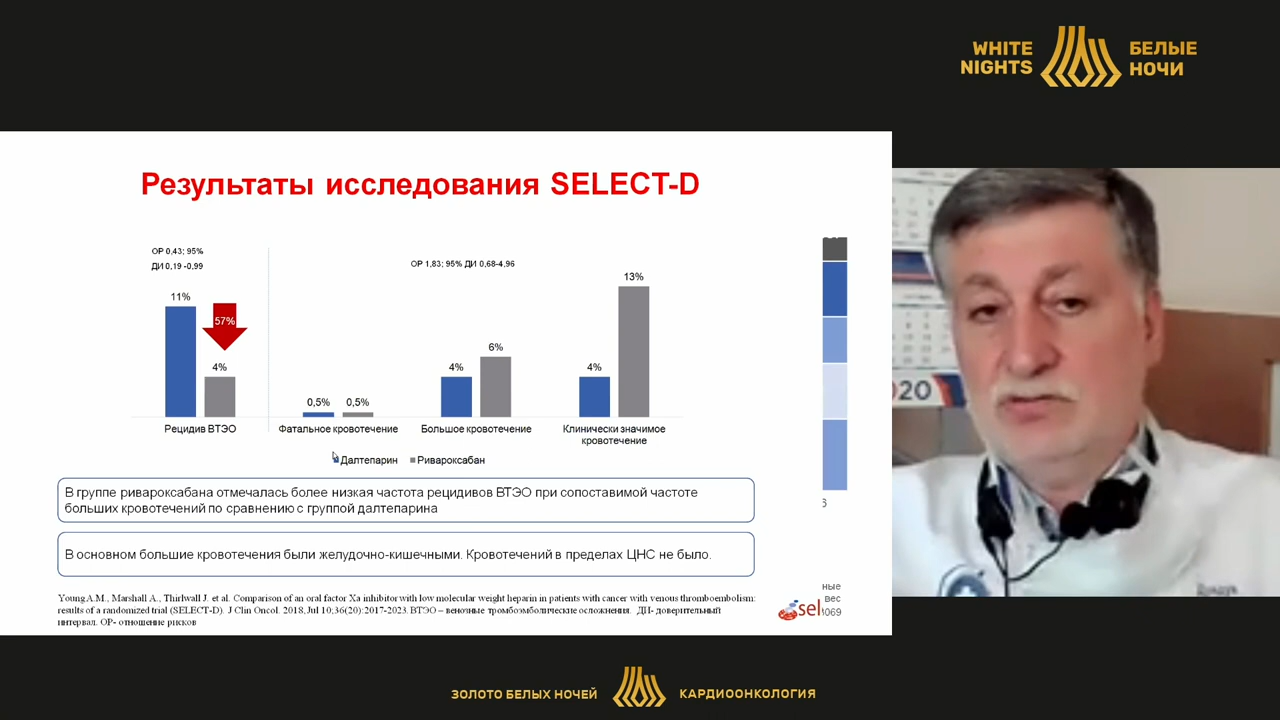 WHITE
NIGHTS
БЕЛЫЕ
НОЧИ
Результаты исследования SELECT-D
ОР 0,43; 95%
ДИ 0,19 -0,99
ОР 1,83; 95% ДИ 0,68-4,96
11%
57%
4%
0,5%
0,5%
4%
6%
4%
13%
Рецидив ВТЭО
Фатальное кровотечение
Большое кровотечение
Клинически значимое
кровотечение
Далтепарин
Ривароксабан
В группе ривароксабана отмечалась более низкая частота рецидивов ВТЭО при сопоставимой частоте
больших кровотечений по сравнению с группой далтепарина
В основном большие кровотечения были желудочно-кишечными. Кровотечений в пределах ЦНС не было.
Young A.M., Marshall A., Thirlwall J. et al. Comparison of an oral factor Xa inhibitor with low molecular weight heparin in patients with cancer with venous thromboembolism:
results of a randomized trial (SELECT-D). J Clin Oncol. 2018, Jul 10;36(20):2017-2023. ВТЭО – венозные тромбоэмболические осложнения. ДИ- доверительный
интервал. ОР- отношение рисков
sel
ные
вес
069
6
20
ЗОЛОТО БЕЛЫХ НОЧЕЙ
КАРДИООНКОЛОГИЯ